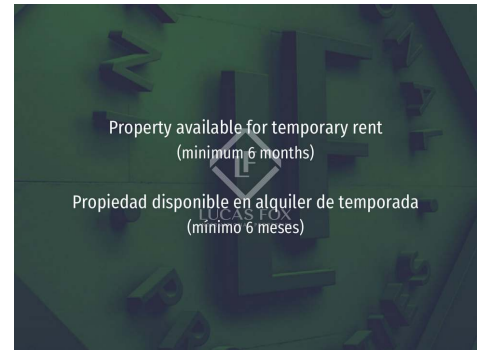 Property available for temporary rent
(minimum 6 months)
LF
Propiedad disponible en alquiler de temporada
LUCAS FOX
(mínimo 6 meses)